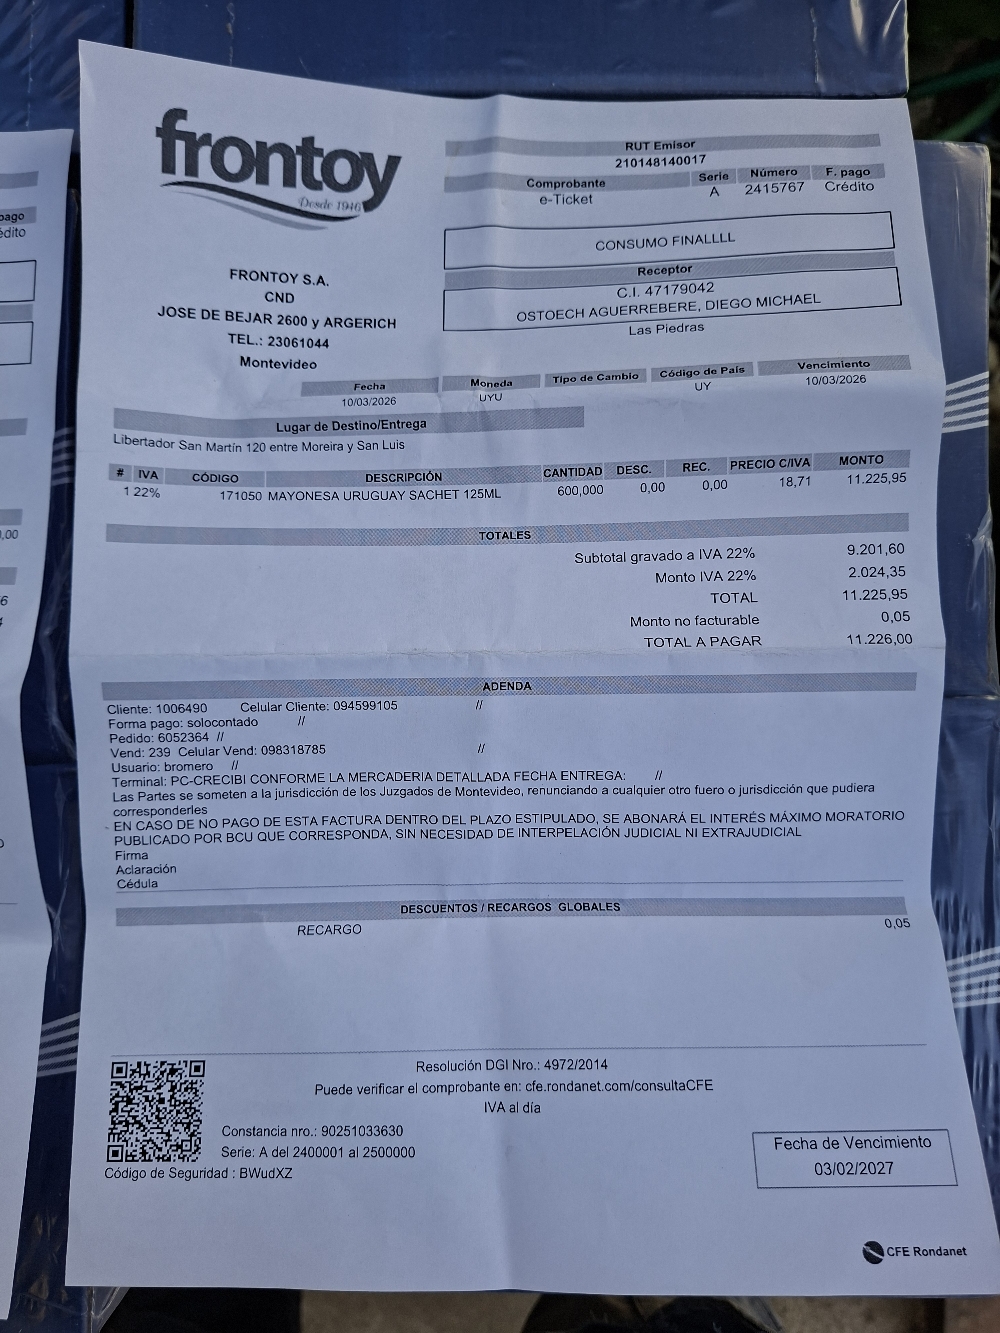 frontoy
Desde 1946
RUT Emisor
210148140017
Comprobante Serie Número F. pago
e-Ticket A 2415767 Crédito
CONSUMO FINALLLL
Receptor
C.I. 47179042
OSTOECH AGUERREBERE, DIEGO MICHAEL
Las Piedras
FRONTOY S.A.
CND
JOSE DE BEJAR 2600 y ARGERICH
TEL.: 23061044
Montevideo
Fecha Moneda Tipo de Cambio Código de País Vencimiento
10/03/2026 UYU UY 10/03/2026
Lugar de Destino/Entrega
Libertador San Martín 120 entre Moreira y San Luis
# IVA CÓDIGO DESCRIPCIÓN CANTIDAD DESC. REC. PRECIO C/IVA MONTO
1 22% 171050 MAYONESA URUGUAY SACHET 125ML 600,000 0,00 0,00 18,71 11.225,95
TOTALES
Subtotal gravado a IVA 22% 9.201,60
Monto IVA 22% 2.024,35
TOTAL 11.225,95
Monto no facturable 0,05
TOTAL A PAGAR 11.226,00
ADENDA
Cliente: 1006490 Celular Cliente: 094599105 //
Forma pago: solocontado //
Pedido: 6052364 //
Vend: 239 Celular Vend: 098318785 //
Usuario: bromero //
Terminal: PC-CRECIBI CONFORME LA MERCADERIA DETALLADA FECHA ENTREGA: //
Las Partes se someten a la jurisdicción de los Juzgados de Montevideo, renunciando a cualquier otro fuero o jurisdicción que pudiera
corresponderles
EN CASO DE NO PAGO DE ESTA FACTURA DENTRO DEL PLAZO ESTIPULADO, SE ABONARÁ EL INTERÉS MÁXIMO MORATORIO
PUBLICADO POR BCU QUE CORRESPONDA, SIN NECESIDAD DE INTERPELACIÓN JUDICIAL NI EXTRAJUDICIAL
Firma
Aclaración
Cédula
DESCUENTOS / RECARGOS GLOBALES
RECARGO 0,05
Resolución DGI Nro.: 4972/2014
Puede verificar el comprobante en: cfe.rondanet.com/consultaCFE
IVA al día
Constancia nro.: 90251033630
Serie: A del 2400001 al 2500000
Código de Seguridad : BWudXZ
Fecha de Vencimiento
03/02/2027
CFE Rondanet